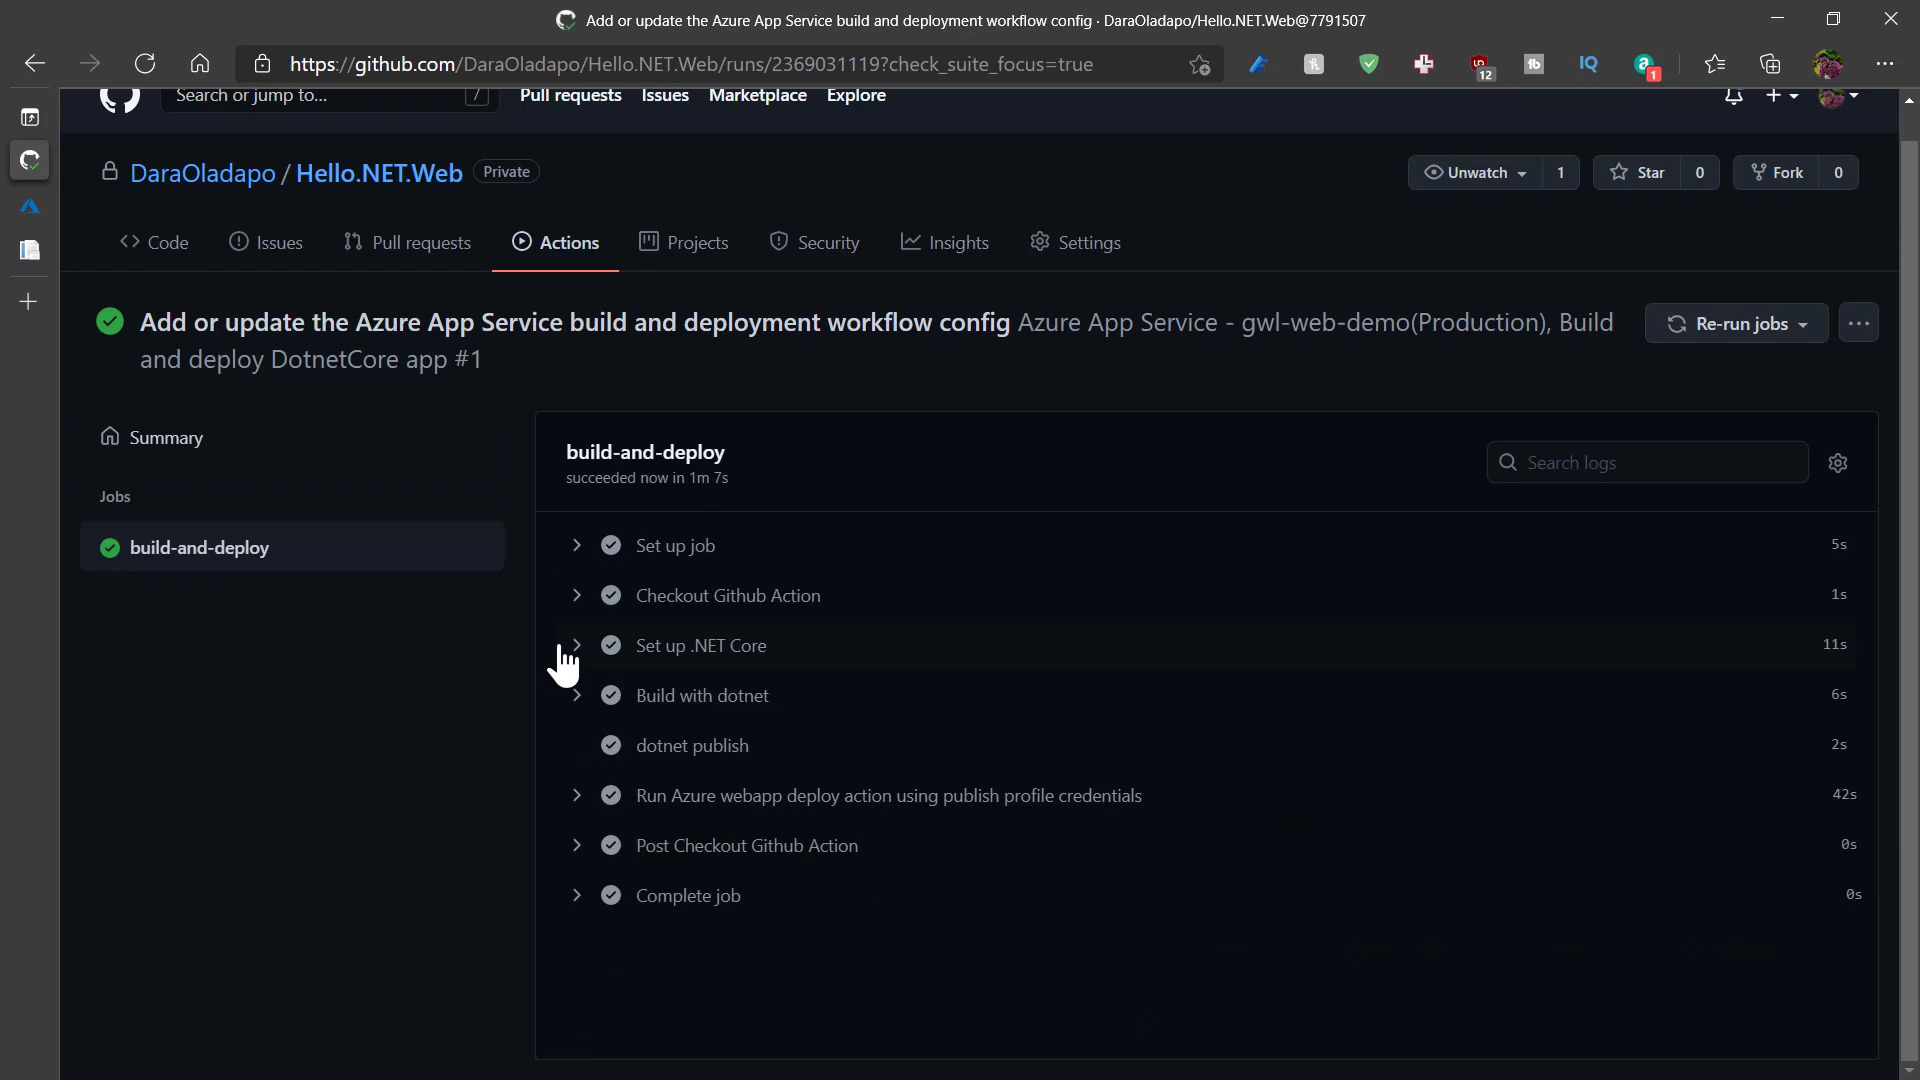 Add or update the Azure App Service build and deployment workflow config · DaraOladapo/Hello.NET.Web@7791507
https://github.com/DaraOladapo/Hello.NET.Web/runs/2369031119?check_suite_focus=true
12
tb
IQ
a
1
Search or jump to...
/
Pull requests
Issues
Marketplace
Explore
DaraOladapo / Hello.NET.Web
Private
Unwatch
1
Star
0
Fork
0
Code
Issues
Pull requests
Actions
Projects
Security
Insights
Settings
Add or update the Azure App Service build and deployment workflow config Azure App Service - gwl-web-demo(Production), Build
and deploy DotnetCore app #1
Re-run jobs
Summary
Jobs
build-and-deploy
build-and-deploy
succeeded now in 1m 7s
Search logs
Set up job 5s
Checkout Github Action 1s
Set up .NET Core 11s
Build with dotnet 6s
dotnet publish 2s
Run Azure webapp deploy action using publish profile credentials 42s
Post Checkout Github Action 0s
Complete job 0s